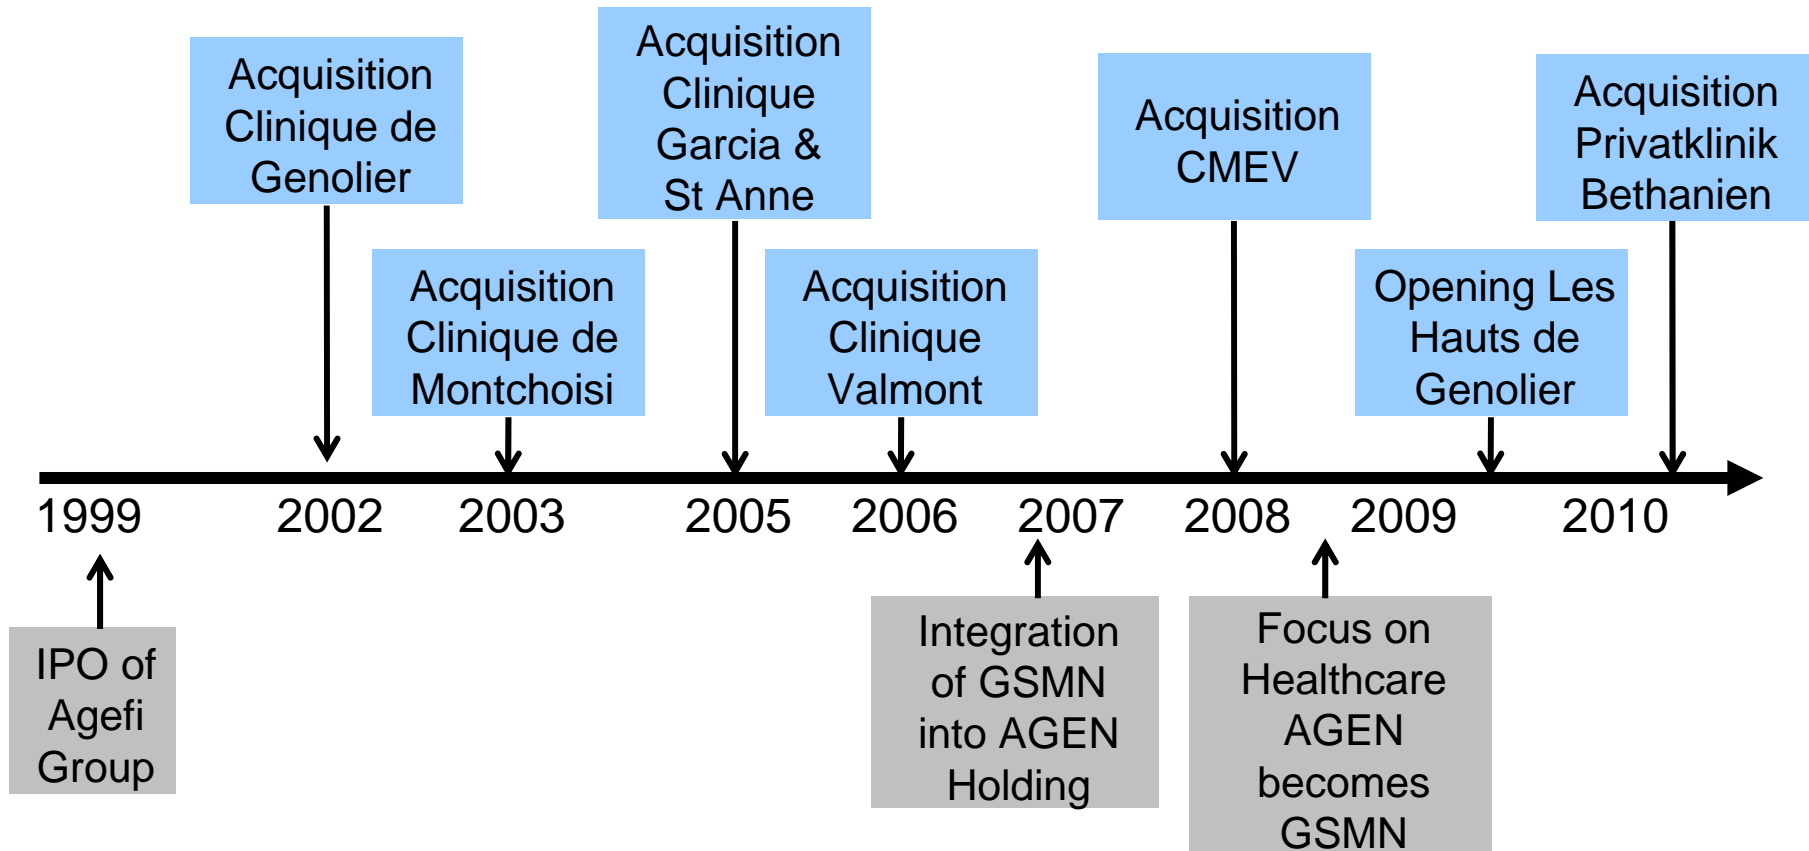 Acquisition
Clinique de
Genolier
Acquisition
Clinique
Garcia &
St Anne
Acquisition
CMEV
Acquisition
Privatklinik
Bethanien
Acquisition
Clinique de
Montchoisi
Acquisition
Clinique
Valmont
Opening Les
Hauts de
Genolier
1999 2002 2003 2005 2006 2007 2008 2009 2010
IPO of
Agefi
Group
Integration
of GSMN
into AGEN
Holding
Focus on
Healthcare
AGEN
becomes
GSMN